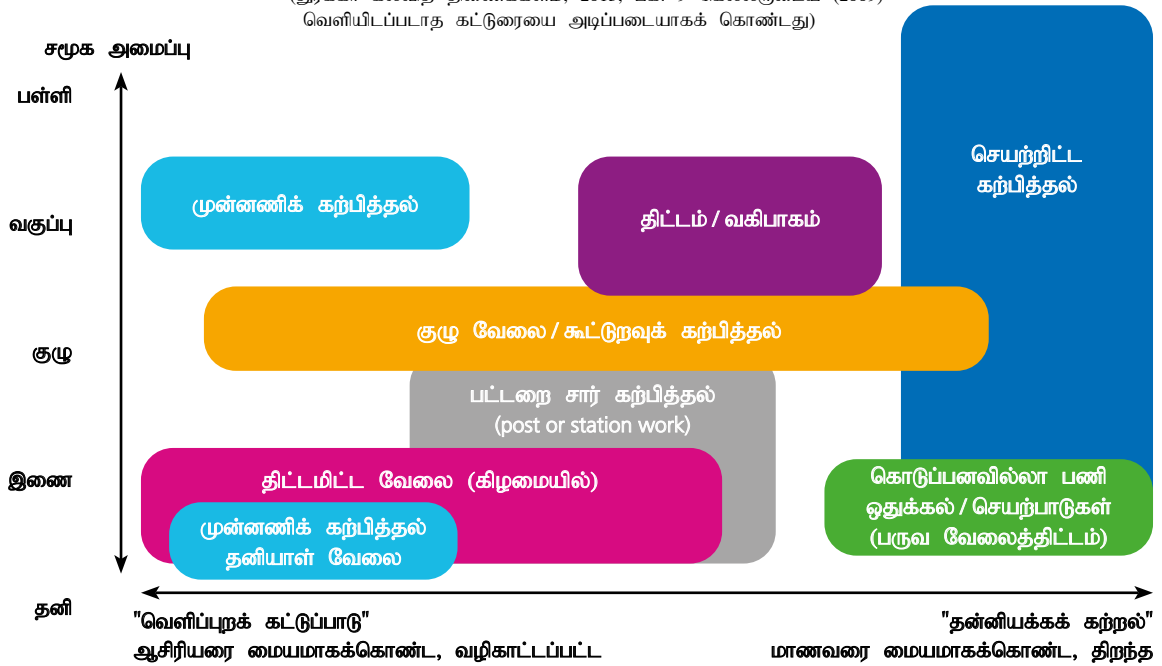 வெளியிடப்படாத கட்டுரையை அடிப்படையாகக் கொண்டது)
சமூக அமைப்பு
பள்ளி
செயற்றிட்ட
கற்பித்தல்
முன்னணிக் கற்பித்தல்
திட்டம் / வகிபாகம்
வகுப்பு
குழு வேலை / கூட்டுறவுக் கற்பித்தல்
குழு
பட்டறை சார் கற்பித்தல்
(post or station work)
இணை
திட்டமிட்ட வேலை (கிழமையில்)
கொடுப்பனவில்லா பணி
ஒதுக்கல் / செயற்பாடுகள்
(பருவ வேலைத்திட்டம்)
முன்னணிக் கற்பித்தல்
தனியாள் வேலை
தனி
"வெளிப்புறக் கட்டுப்பாடு"
ஆசிரியரை மையமாகக்கொண்ட, வழிகாட்டப்பட்ட
"தன்னியக்கக் கற்றல்"
மாணவரை மையமாகக்கொண்ட, திறந்த